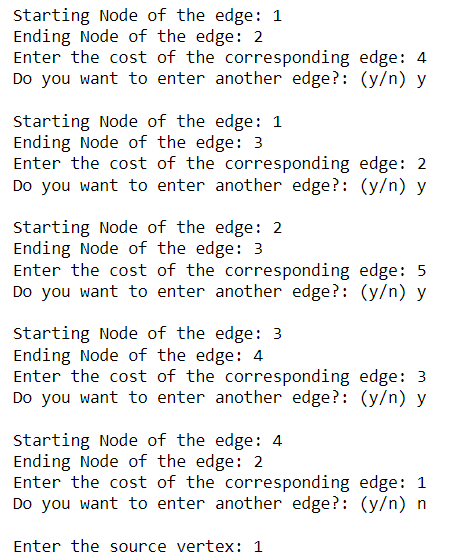 Starting Node of the edge: 1
Ending Node of the edge: 2
Enter the cost of the corresponding edge: 4
Do you want to enter another edge?: (y/n) y
Starting Node of the edge: 1
Ending Node of the edge: 3
Enter the cost of the corresponding edge: 2
Do you want to enter another edge?: (y/n) y
Starting Node of the edge: 2
Ending Node of the edge: 3
Enter the cost of the corresponding edge: 5
Do you want to enter another edge?: (y/n) y
Starting Node of the edge: 3
Ending Node of the edge: 4
Enter the cost of the corresponding edge: 3
Do you want to enter another edge?: (y/n) y
Starting Node of the edge: 4
Ending Node of the edge: 2
Enter the cost of the corresponding edge: 1
Do you want to enter another edge?: (y/n) n
Enter the source vertex: 1